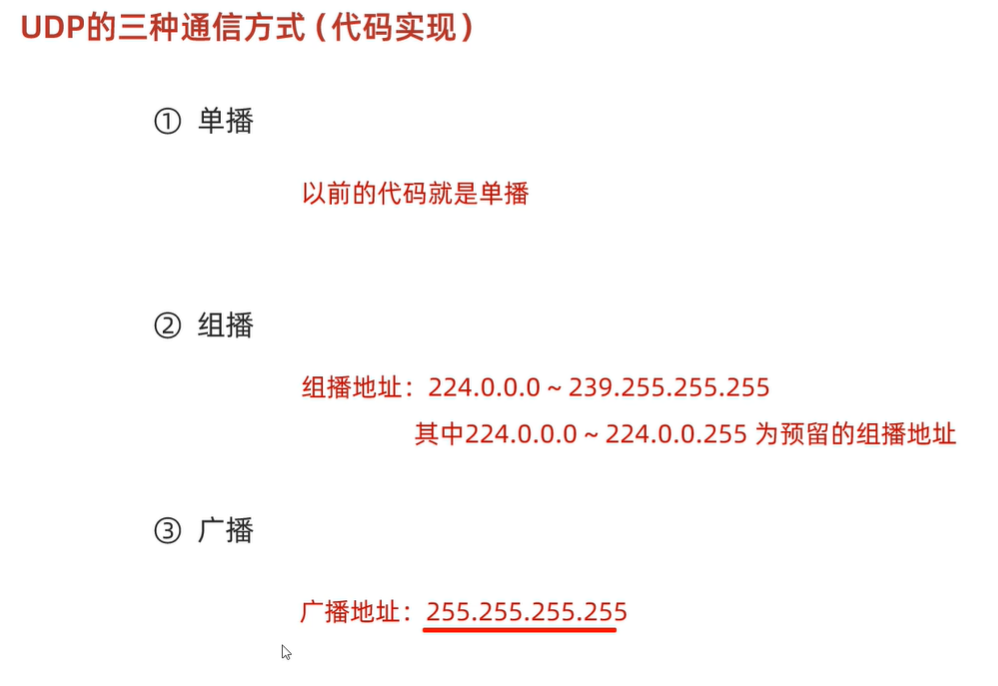 UDP的三种通信方式(代码实现)
① 单播
以前的代码就是单播
② 组播
组播地址：224.0.0.0 ~ 239.255.255.255
其中224.0.0.0 ~ 224.0.0.255 为预留的组播地址
③ 广播
广播地址：255.255.255.255